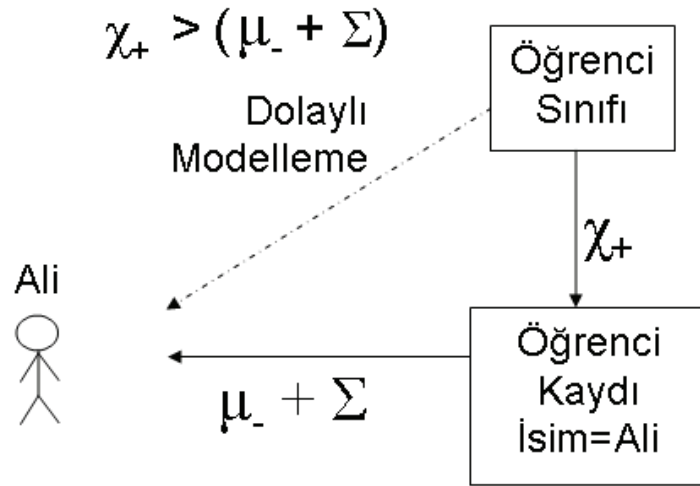 χ₊ > (μ₋ + Σ)
Öğrenci
Sınıfı
Dolaylı
Modelleme
χ₊
Ali
Öğrenci
Kaydı
İsim=Ali
μ₋ + Σ